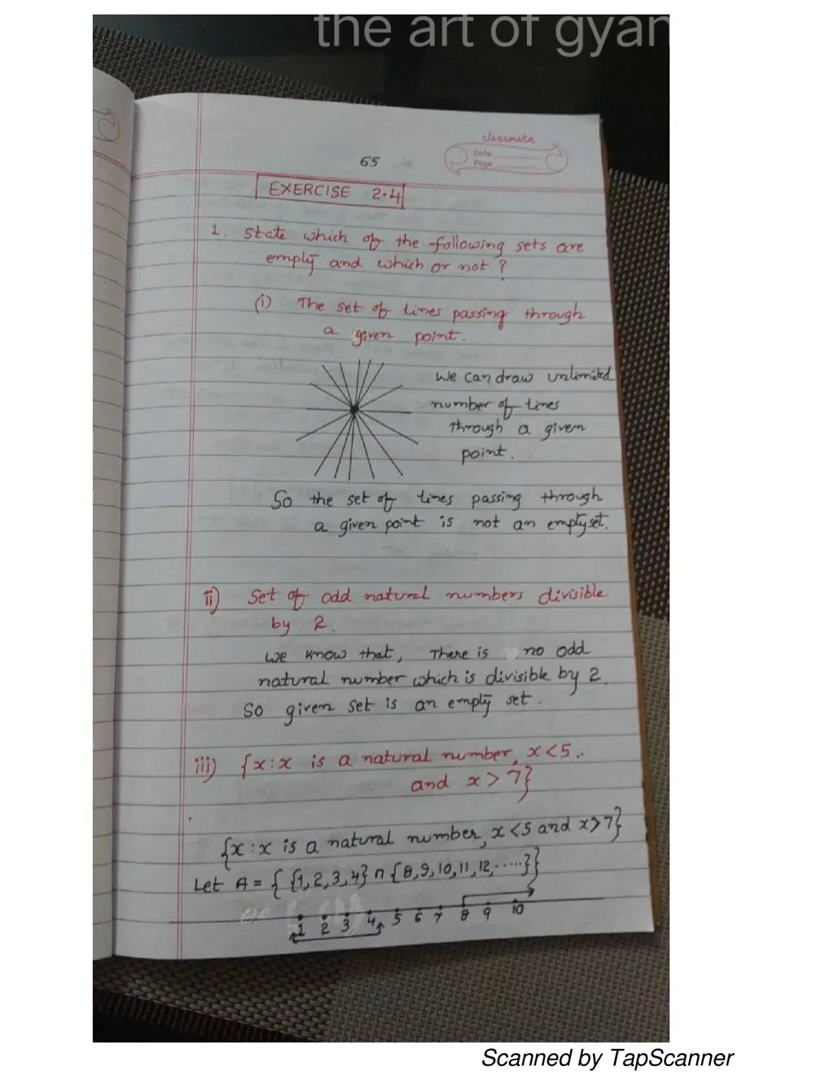 the art of gyan
classmate
Date
Page
65
EXERCISE 2.4
1. State which of the following sets are
empty and which or not ?
(i) The set of lines passing through
a given point.
We can draw unlimited
number of lines
through a given
point.
So the set of lines passing through
a given point is not an empty set.
ii) Set of odd natural numbers divisible
by 2.
we know that, There is no odd
natural number which is divisible by 2.
So given set is an empty set.
iii) {x : x is a natural number, x < 5 .
and x > 7}
{x : x is a natural number, x < 5 and x > 7}
Let A = { {1, 2, 3, 4} ∩ {8, 9, 10, 11, 12, .....} }
1 2 3 4 5 6 7 8 9 10
Scanned by TapScanner